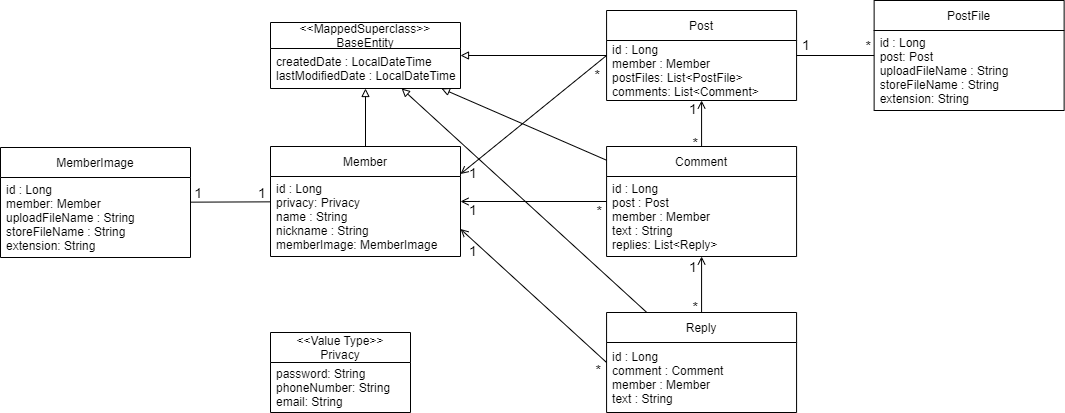 <<MappedSuperclass>>
BaseEntity
createdDate : LocalDateTime
lastModifiedDate : LocalDateTime
Post
id : Long
member : Member
postFiles: List<PostFile>
comments: List<Comment>
1
*
PostFile
id : Long
post: Post
uploadFileName : String
storeFileName : String
extension: String
*
1
1
*
MemberImage
id : Long
member: Member
uploadFileName : String
storeFileName : String
extension: String
1
1
Member
id : Long
privacy: Privacy
name : String
nickname : String
memberImage: MemberImage
1
1
*
1
Comment
id : Long
post : Post
member : Member
text : String
replies: List<Reply>
1
*
<<Value Type>>
Privacy
password: String
phoneNumber: String
email: String
*
Reply
id : Long
comment : Comment
member : Member
text : String